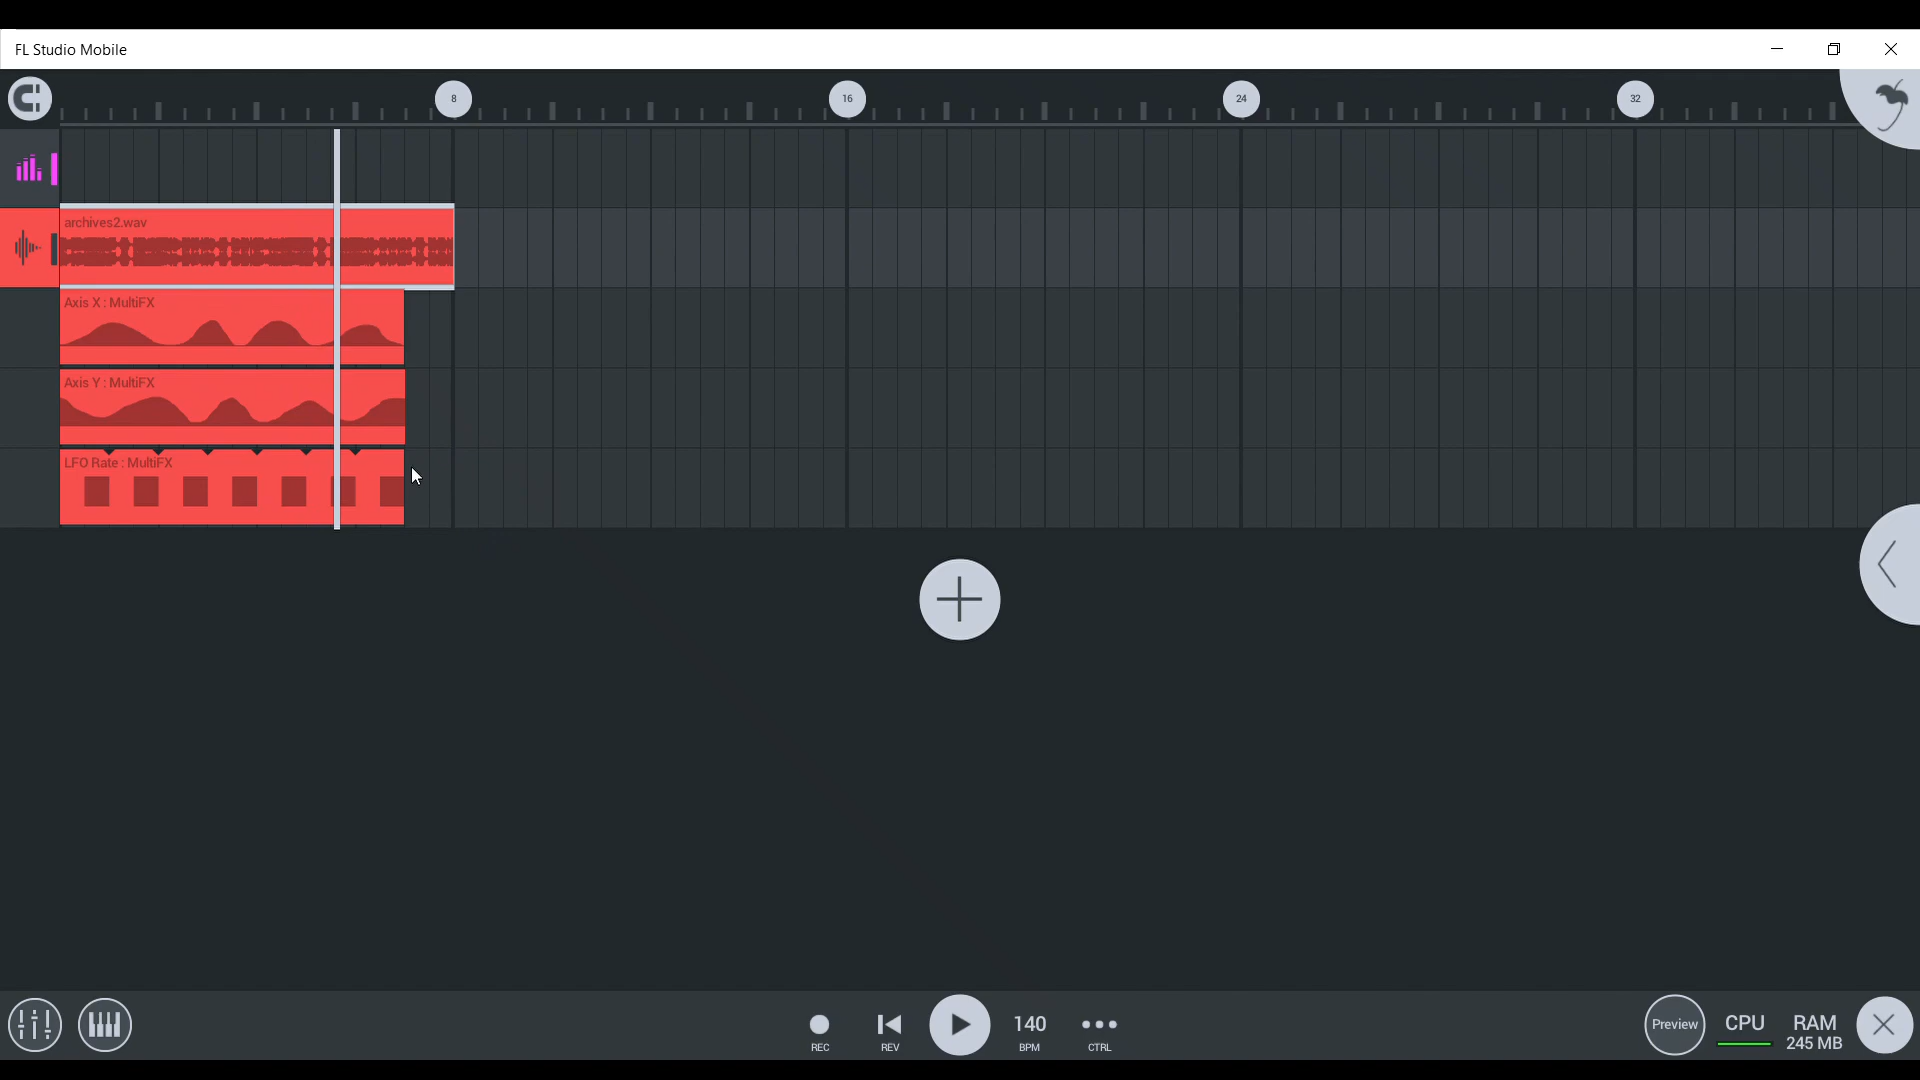 FL Studio Mobile
8
16
24
32
archives2.wav
Axis X : MultiFX
Axis Y : MultiFX
LFO Rate : MultiFX
REC
REV
140
BPM
CTRL
Preview
CPU
RAM
245 MB